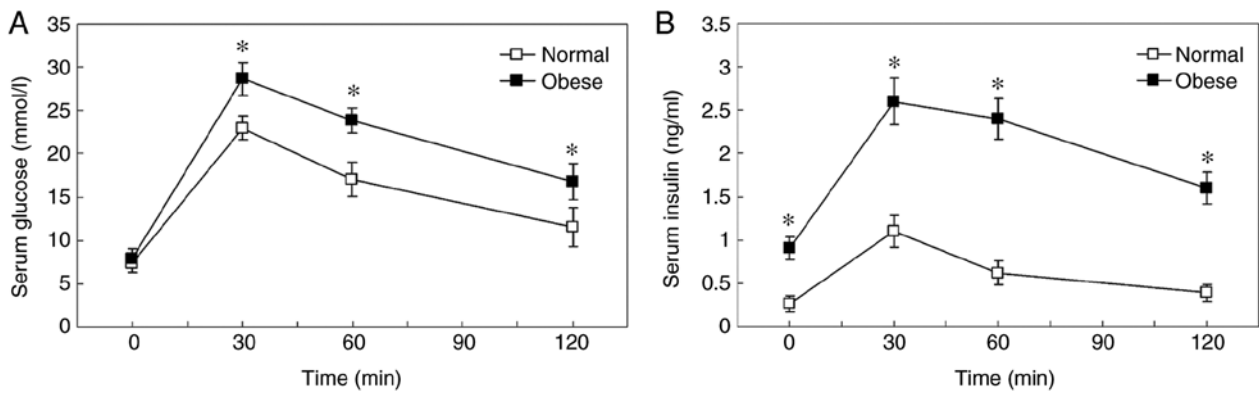 A
35
30
25
20
15
10
5
0
Serum glucose (mmol/l)
Normal
Obese
*
*
*
0 30 60 90 120
Time (min)
B
3.5
3
2.5
2
1.5
1
0.5
0
Serum insulin (ng/ml)
Normal
Obese
*
*
*
*
0 30 60 90 120
Time (min)